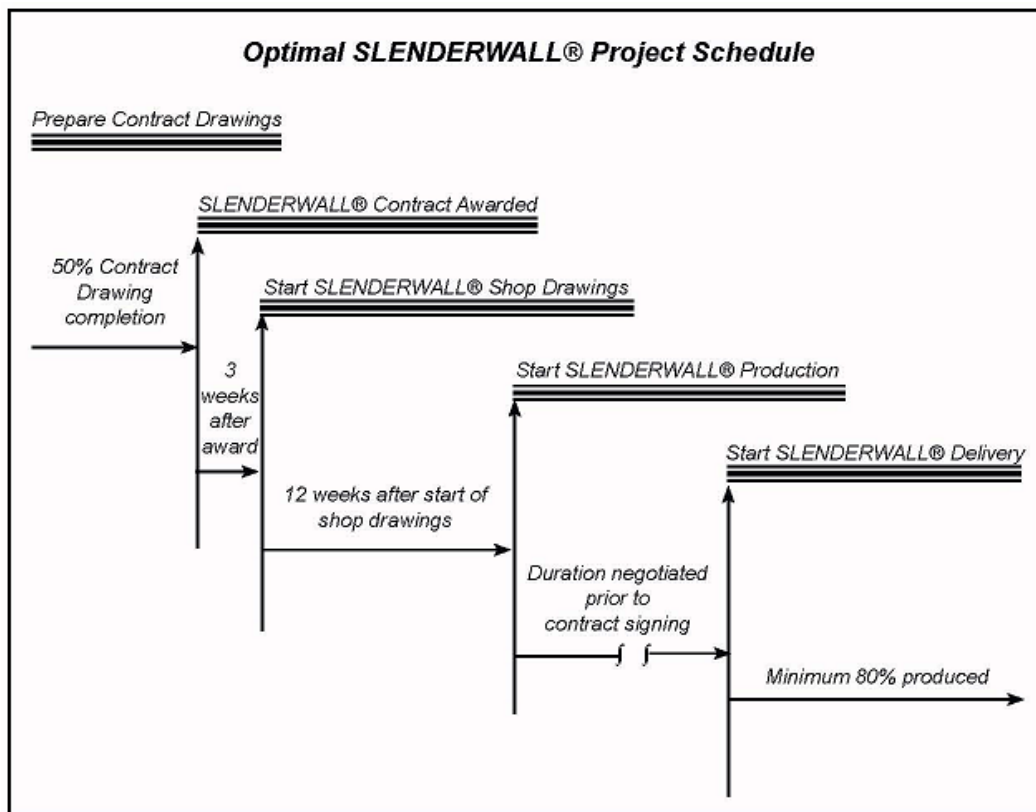 Optimal SLENDERWALL® Project Schedule
Prepare Contract Drawings
SLENDERWALL® Contract Awarded
50% Contract
Drawing
completion
Start SLENDERWALL® Shop Drawings
3
weeks
after
award
Start SLENDERWALL® Production
Start SLENDERWALL® Delivery
12 weeks after start of
shop drawings
Duration negotiated
prior to
contract signing
Minimum 80% produced